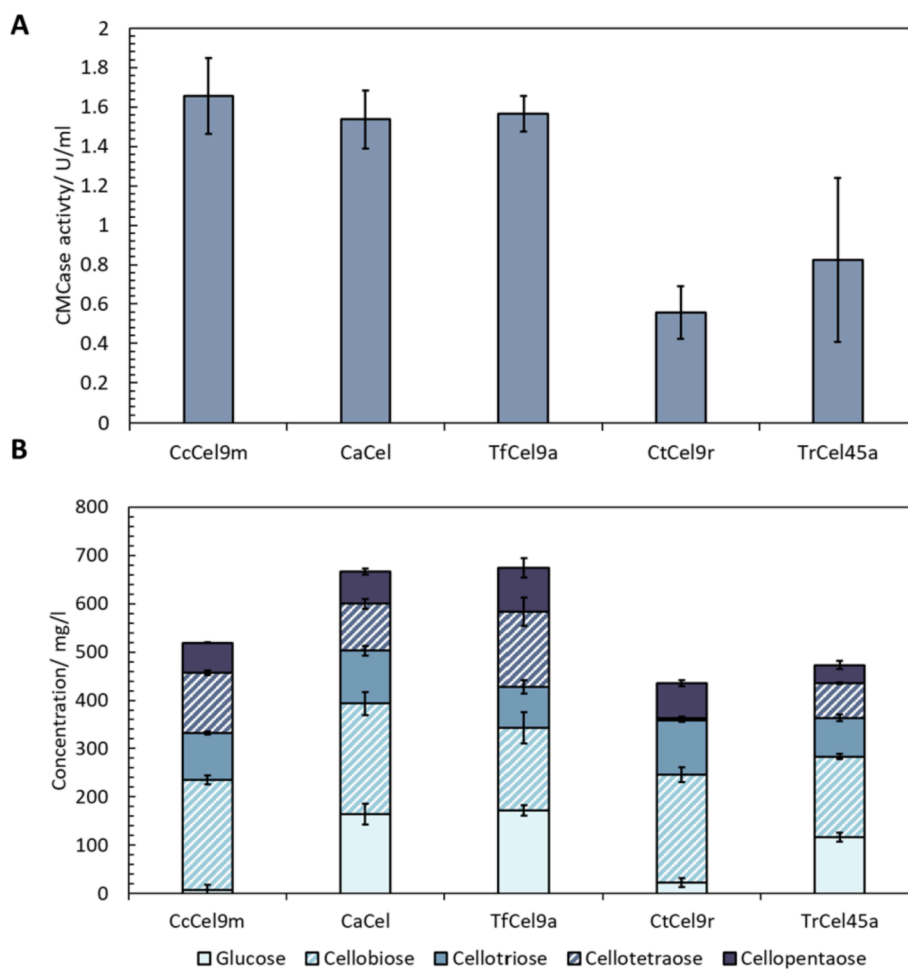 A
CMCase activty/ U/ml
2
1.8
1.6
1.4
1.2
1
0.8
0.6
0.4
0.2
0
CcCel9m CaCel TfCel9a CtCel9r TrCel45a
B
Concentration/ mg/l
800
700
600
500
400
300
200
100
0
CcCel9m CaCel TfCel9a CtCel9r TrCel45a
Glucose Cellobiose Cellotriose Cellotetraose Cellopentaose